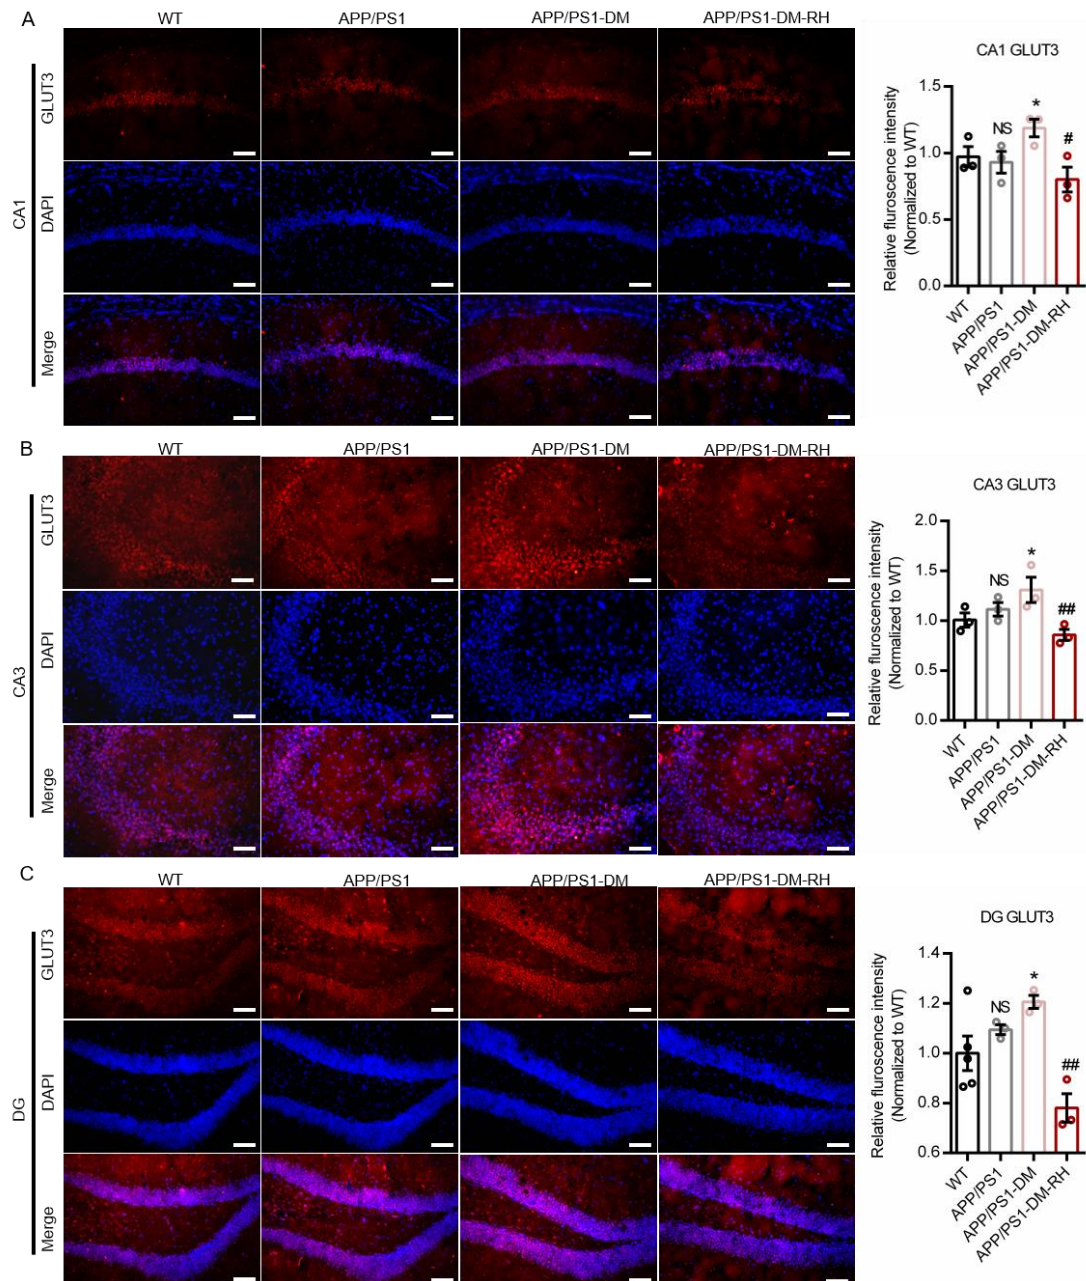 A
WT
APP/PS1
APP/PS1-DM
APP/PS1-DM-RH
CA1
GLUT3
DAPI
Merge
CA1 GLUT3
Relative fluroscence intensity
(Normalized to WT)
1.5
1.0
0.5
0.0
NS
*
#
WT
APP/PS1
APP/PS1-DM
APP/PS1-DM-RH
B
WT
APP/PS1
APP/PS1-DM
APP/PS1-DM-RH
CA3
GLUT3
DAPI
Merge
CA3 GLUT3
Relative fluroscence intensity
(Normalized to WT)
2.0
1.5
1.0
0.5
0.0
NS
*
##
WT
APP/PS1
APP/PS1-DM
APP/PS1-DM-RH
C
WT
APP/PS1
APP/PS1-DM
APP/PS1-DM-RH
DG
GLUT3
DAPI
Merge
DG GLUT3
Relative fluroscence intensity
(Normalized to WT)
1.4
1.2
1.0
0.8
0.6
NS
*
##
WT
APP/PS1
APP/PS1-DM
APP/PS1-DM-RH